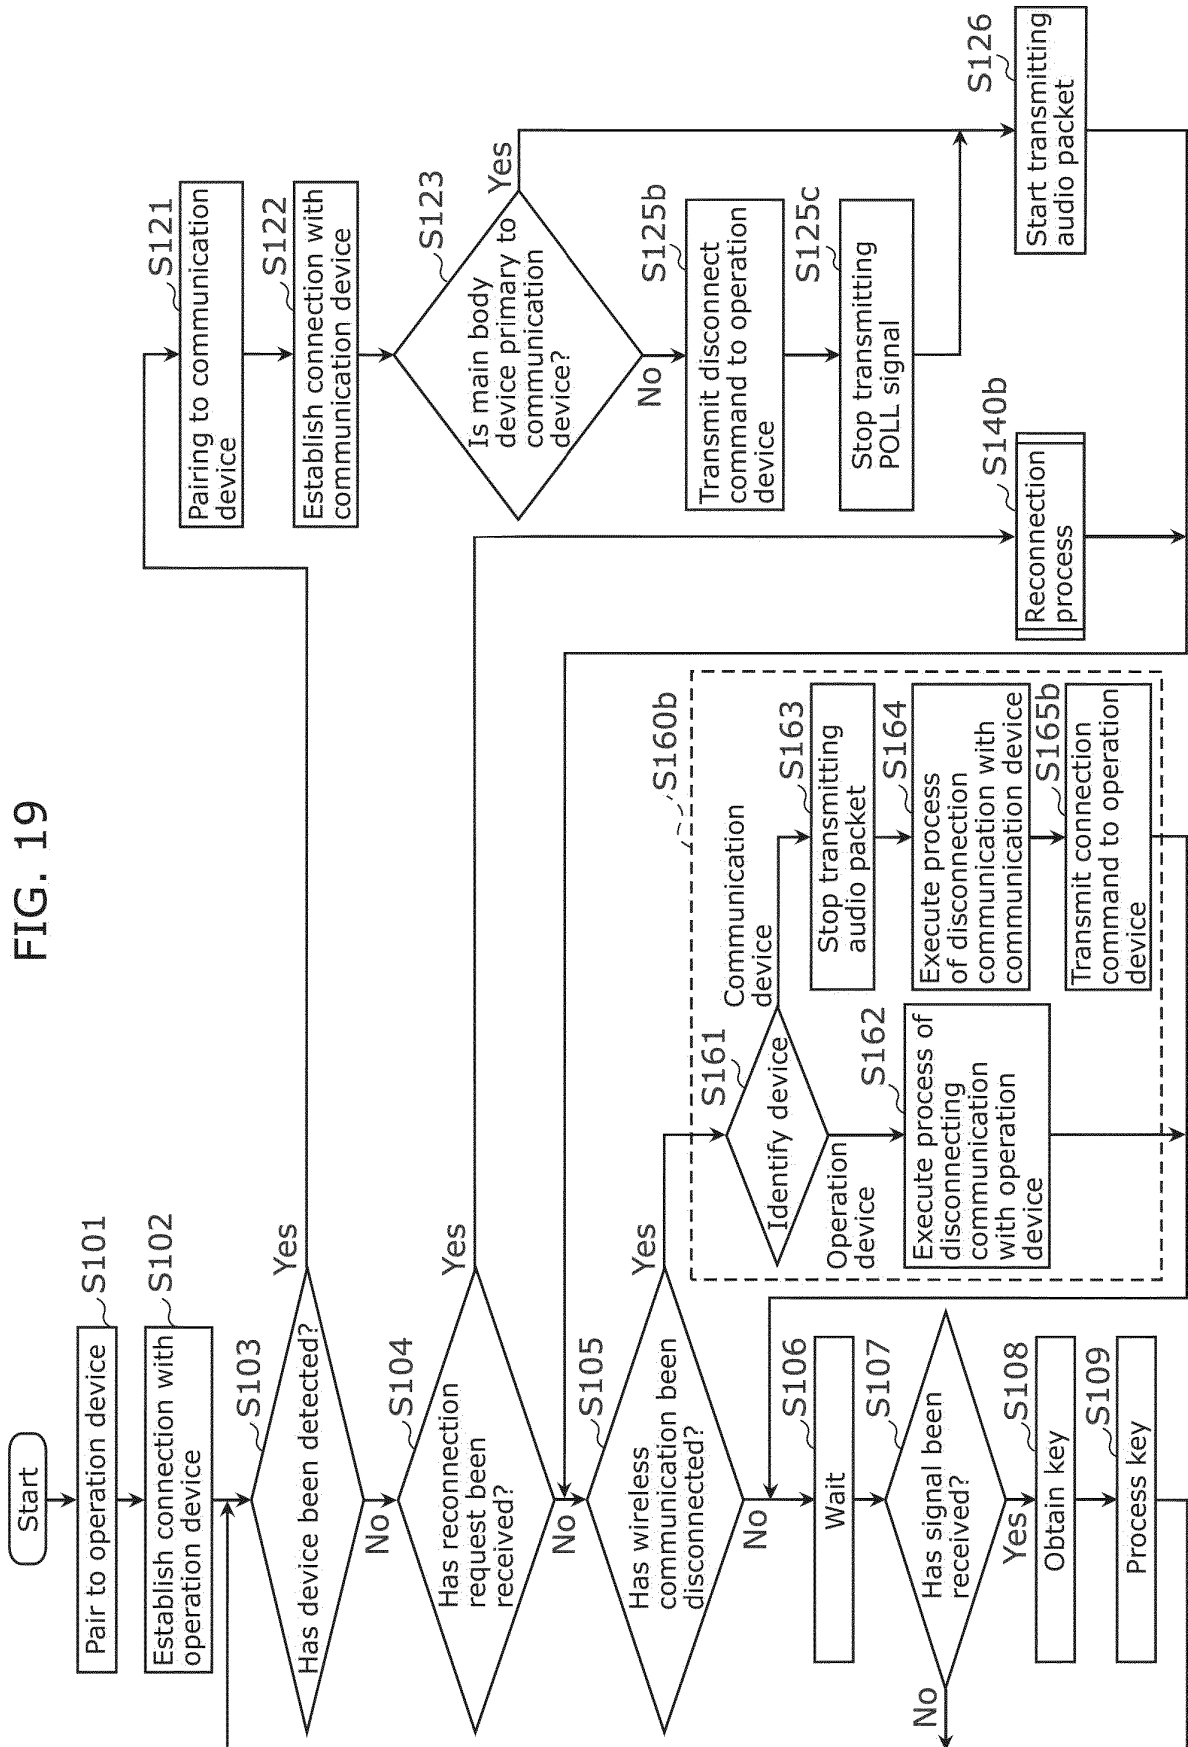 FIG. 19
Start
Pair to operation device
S101
Establish connection with
operation device
S102
Has device been detected?
S103
Yes
No
Has reconnection
request been
received?
S104
Yes
No
Has wireless
communication been
disconnected?
S105
Yes
No
Wait
S106
Has signal been
received?
S107
No
Yes
Obtain key
S108
Process key
S109
S160b
Identify device
S161
Operation
device
Communication
device
Execute process of
disconnecting
communication
with operation
device
S162
Stop transmitting
audio packet
S163
Execute process
of disconnection
communication with
communication device
S164
Transmit connection
command to operation
device
S165b
Reconnection
process
S140b
Pairing to communication
device
S121
Establish connection with
communication device
S122
Is main body
device primary to
communication
device?
S123
Yes
No
Transmit disconnect
command to operation
device
S125b
Stop transmitting
POLL signal
S125c
Start transmitting
audio packet
S126